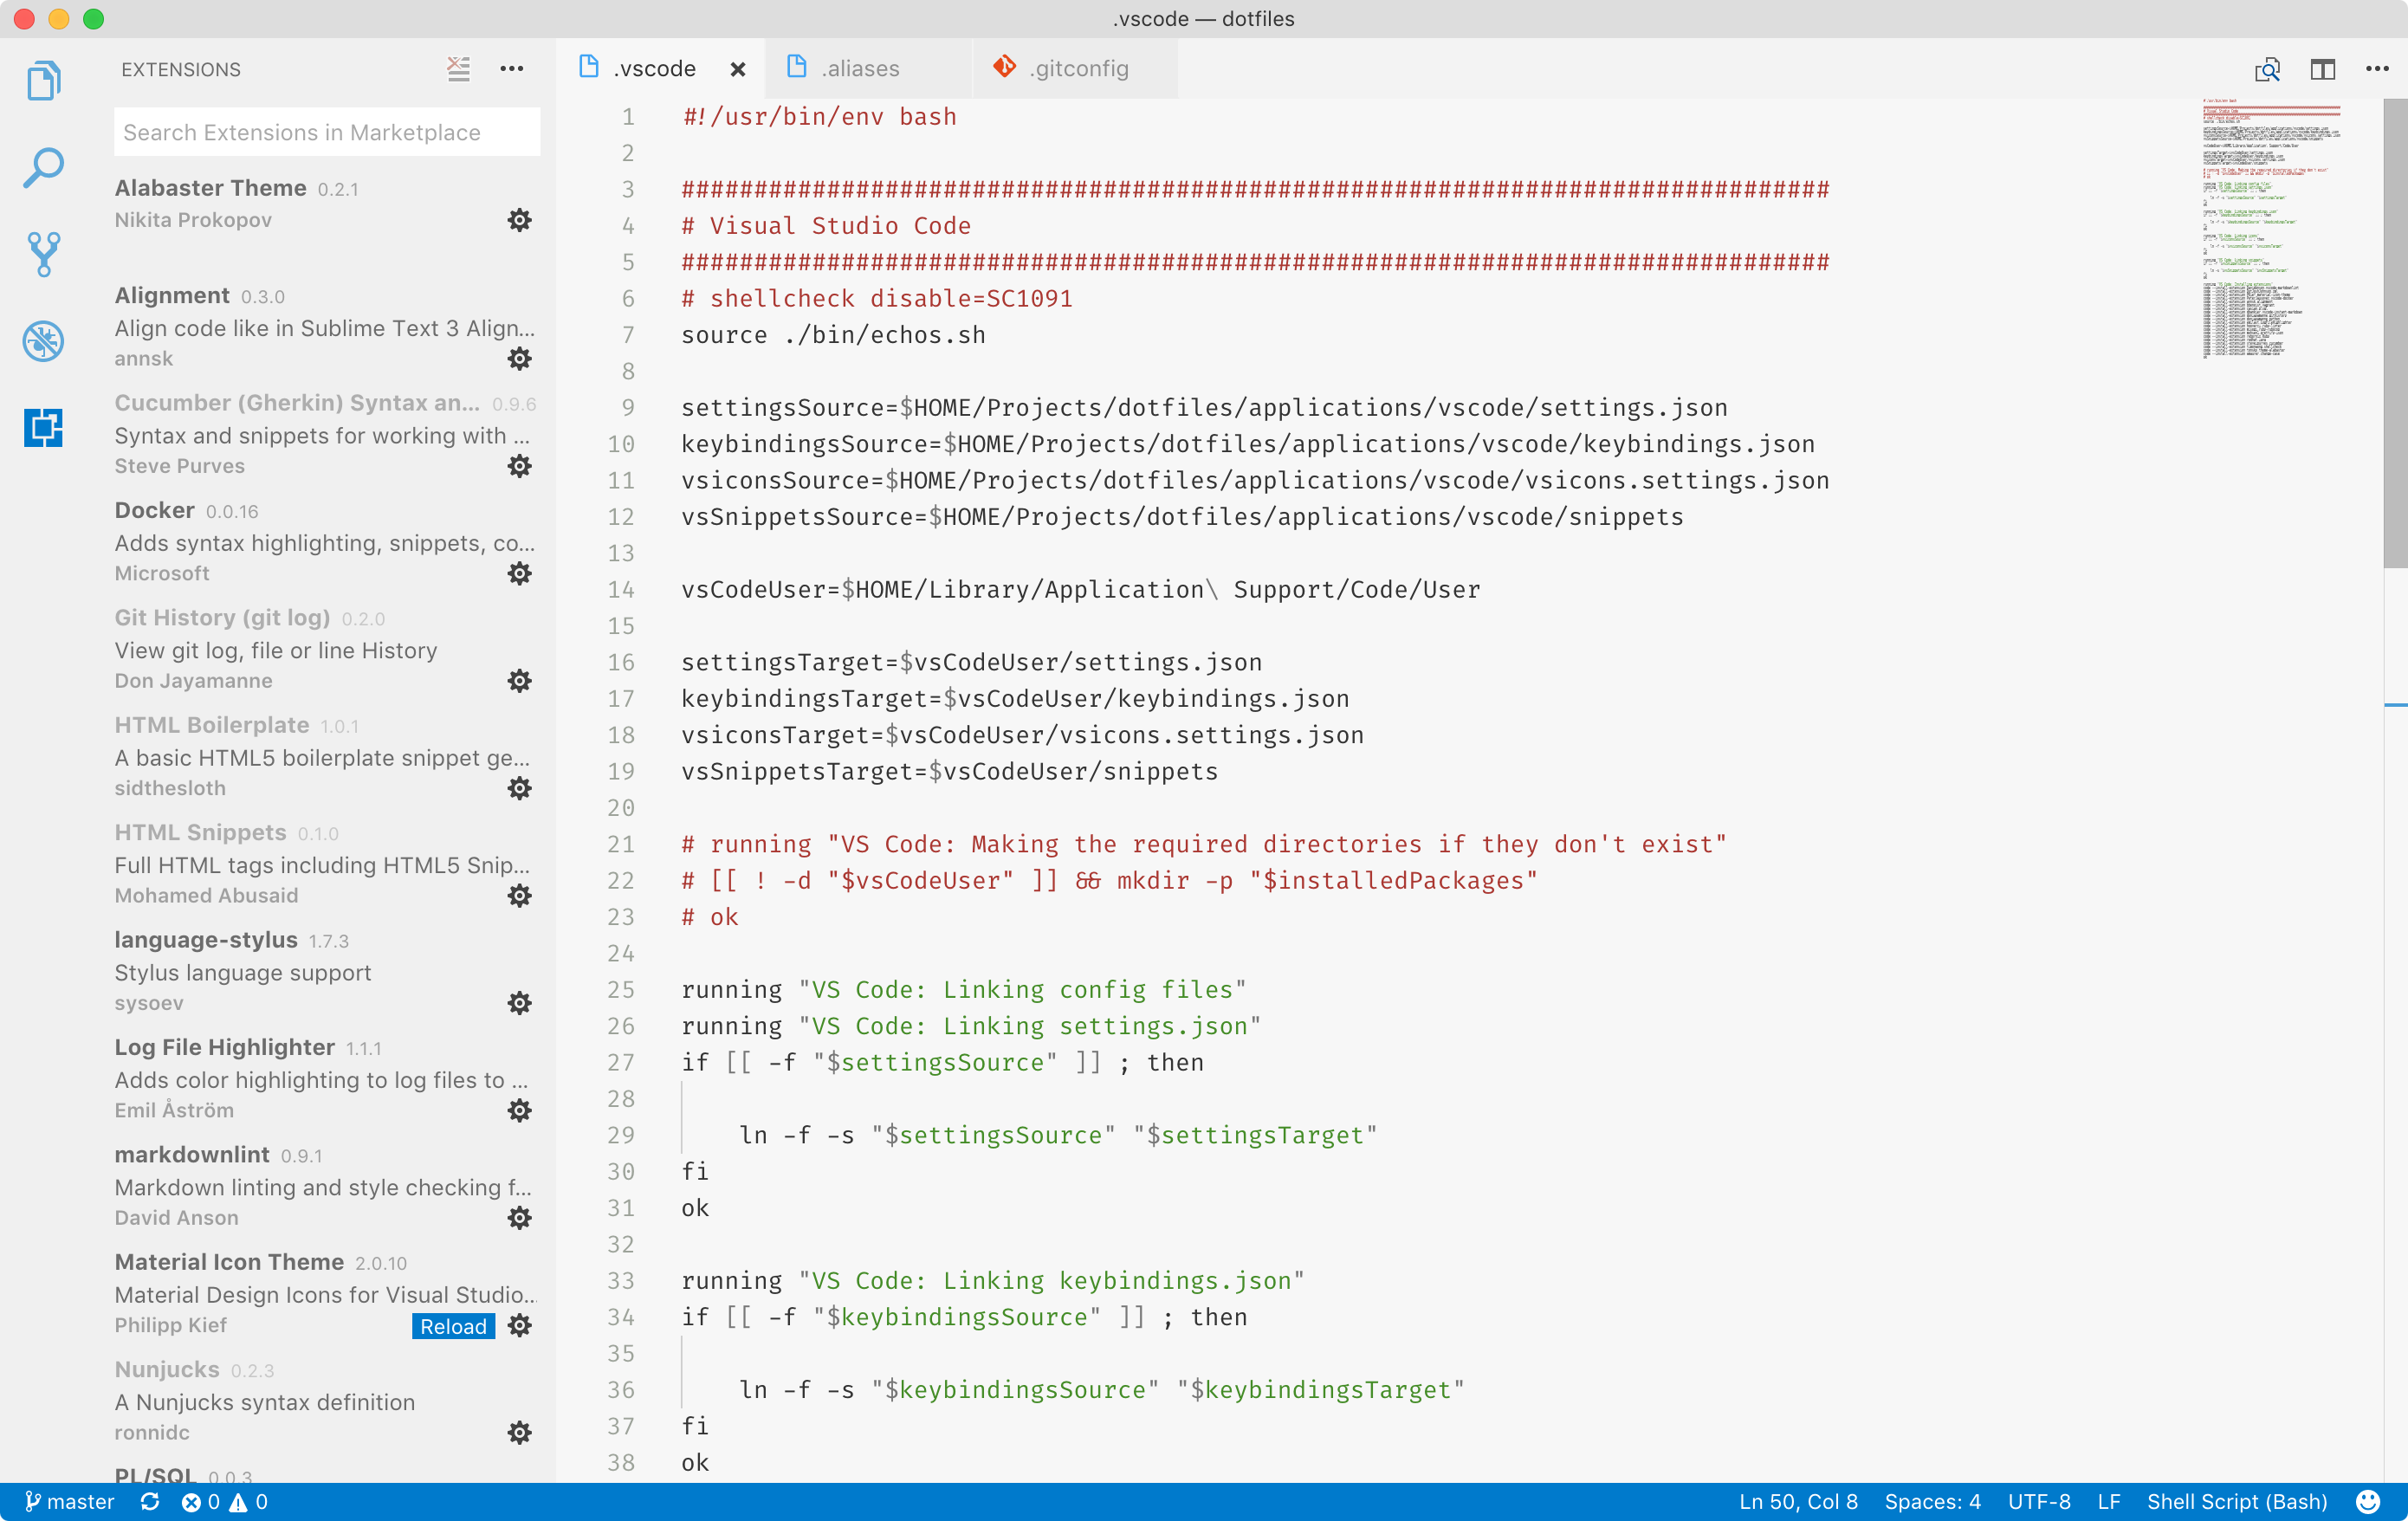 .vscode — dotfiles
EXTENSIONS
Search Extensions in Marketplace
Alabaster Theme 0.2.1
Nikita Prokopov
Alignment 0.3.0
Align code like in Sublime Text 3 Align...
annsk
Cucumber (Gherkin) Syntax an... 0.9.6
Syntax and snippets for working with ...
Steve Purves
Docker 0.0.16
Adds syntax highlighting, snippets, co...
Microsoft
Git History (git log) 0.2.0
View git log, file or line History
Don Jayamanne
HTML Boilerplate 1.0.1
A basic HTML5 boilerplate snippet ge...
sidthesloth
HTML Snippets 0.1.0
Full HTML tags including HTML5 Snip...
Mohamed Abusaid
language-stylus 1.7.3
Stylus language support
sysoev
Log File Highlighter 1.1.1
Adds color highlighting to log files to ...
Emil Åström
markdownlint 0.9.1
Markdown linting and style checking f...
David Anson
Material Icon Theme 2.0.10
Material Design Icons for Visual Studio...
Philipp Kief Reload
Nunjucks 0.2.3
A Nunjucks syntax definition
ronnidc
PL/SQL 0.0.3
.vscode .aliases .gitconfig
1 #!/usr/bin/env bash
2
3 ###############################################################################
4 # Visual Studio Code
5 ###############################################################################
6 # shellcheck disable=SC1091
7 source ./bin/echos.sh
8
9 settingsSource=$HOME/Projects/dotfiles/applications/vscode/settings.json
10 keybindingsSource=$HOME/Projects/dotfiles/applications/vscode/keybindings.json
11 vsiconsSource=$HOME/Projects/dotfiles/applications/vscode/vsicons.settings.json
12 vsSnippetsSource=$HOME/Projects/dotfiles/applications/vscode/snippets
13
14 vsCodeUser=$HOME/Library/Application\ Support/Code/User
15
16 settingsTarget=$vsCodeUser/settings.json
17 keybindingsTarget=$vsCodeUser/keybindings.json
18 vsiconsTarget=$vsCodeUser/vsicons.settings.json
19 vsSnippetsTarget=$vsCodeUser/snippets
20
21 # running "VS Code: Making the required directories if they don't exist"
22 # [[ ! -d "$vsCodeUser" ]] && mkdir -p "$installedPackages"
23 # ok
24
25 running "VS Code: Linking config files"
26 running "VS Code: Linking settings.json"
27 if [[ -f "$settingsSource" ]] ; then
28
29     ln -f -s "$settingsSource" "$settingsTarget"
30 fi
31 ok
32
33 running "VS Code: Linking keybindings.json"
34 if [[ -f "$keybindingsSource" ]] ; then
35
36     ln -f -s "$keybindingsSource" "$keybindingsTarget"
37 fi
38 ok
master 0 0 Ln 50, Col 8 Spaces: 4 UTF-8 LF Shell Script (Bash)